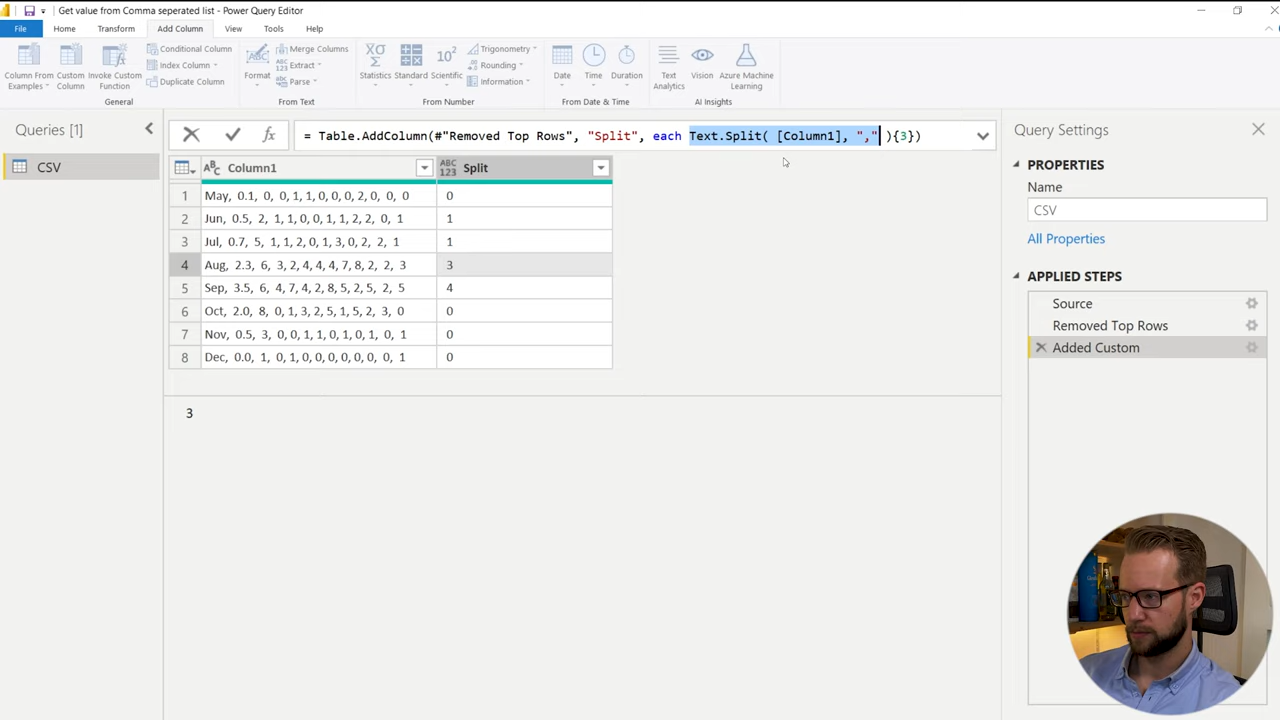 Get value from Comma seperated list - Power Query Editor
File Home Transform Add Column View Tools Help
Column From Examples Custom Column Invoke Custom Function
Conditional Column
Index Column
Duplicate Column
General
Format
Merge Columns
Extract
Parse
From Text
Statistics Standard Scientific
10²
Trigonometry
Rounding
Information
From Number
Date Time Duration
From Date & Time
Text Analytics Vision Azure Machine Learning
AI Insights
Queries [1]
CSV
fx
= Table.AddColumn(#"Removed Top Rows", "Split", each Text.Split( [Column1], "," ){3})
ABC Column1 ABC 123 Split
1 May, 0.1, 0, 0, 1, 1, 0, 0, 0, 2, 0, 0, 0 0
2 Jun, 0.5, 2, 1, 1, 0, 0, 1, 1, 2, 2, 0, 1 1
3 Jul, 0.7, 5, 1, 1, 2, 0, 1, 3, 0, 2, 2, 1 1
4 Aug, 2.3, 6, 3, 2, 4, 4, 4, 7, 8, 2, 2, 3 3
5 Sep, 3.5, 6, 4, 7, 4, 2, 8, 5, 2, 5, 2, 5 4
6 Oct, 2.0, 8, 0, 1, 3, 2, 5, 1, 5, 2, 3, 0 0
7 Nov, 0.5, 3, 0, 0, 1, 1, 0, 1, 0, 1, 0, 1 0
8 Dec, 0.0, 1, 0, 1, 0, 0, 0, 0, 0, 0, 0, 1 0
3
Query Settings
PROPERTIES
Name
CSV
All Properties
APPLIED STEPS
Source
Removed Top Rows
Added Custom